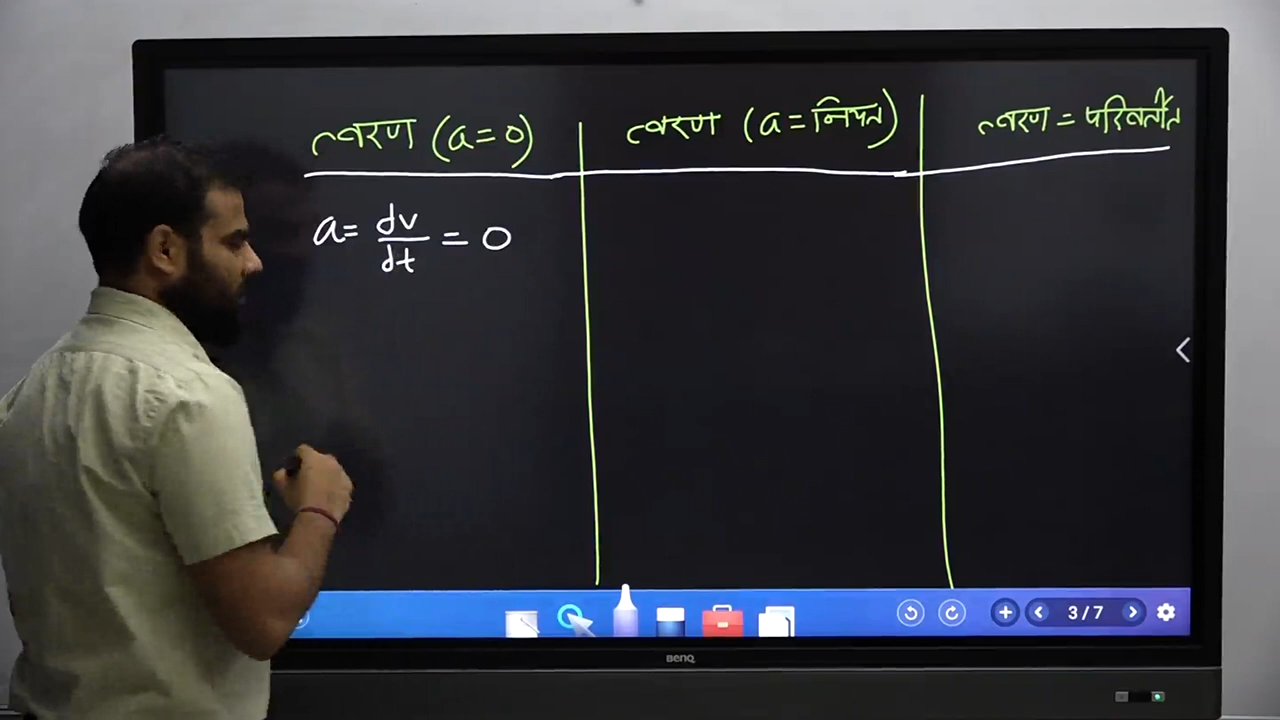 त्वरण (a=0)
त्वरण (a=नियत)
त्वरण = परिवर्तित
a= dv/dt = 0
3/7
BENQ